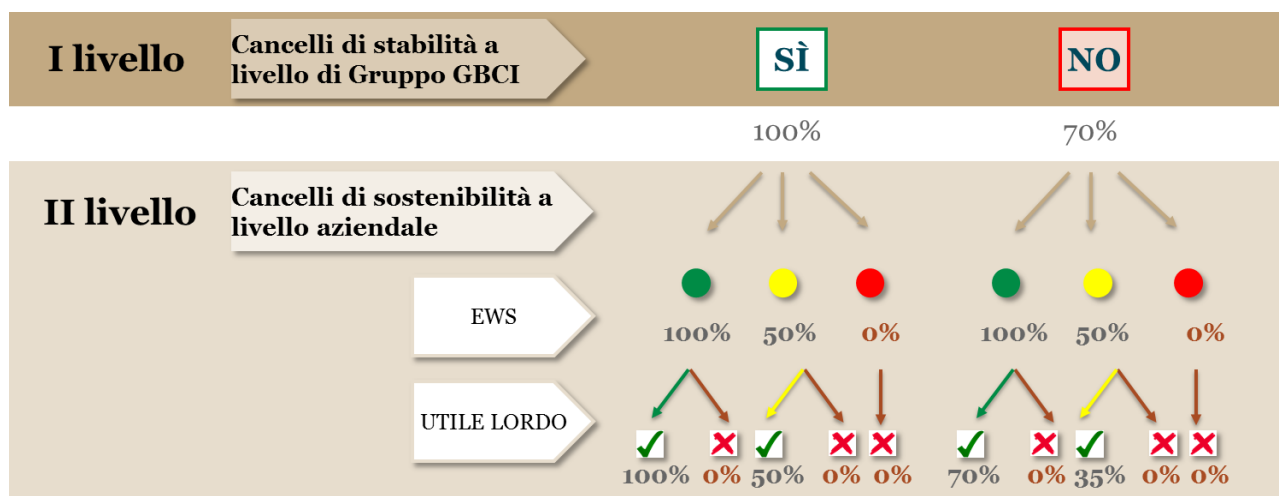 I livello
Cancelli di stabilità a
livello di Gruppo GBCI
SÌ
NO
100%
70%
II livello
Cancelli di sostenibilità a
livello aziendale
EWS
100% 50% 0% 100% 50% 0%
UTILE LORDO
100% 0% 50% 0% 0% 70% 0% 35% 0% 0%